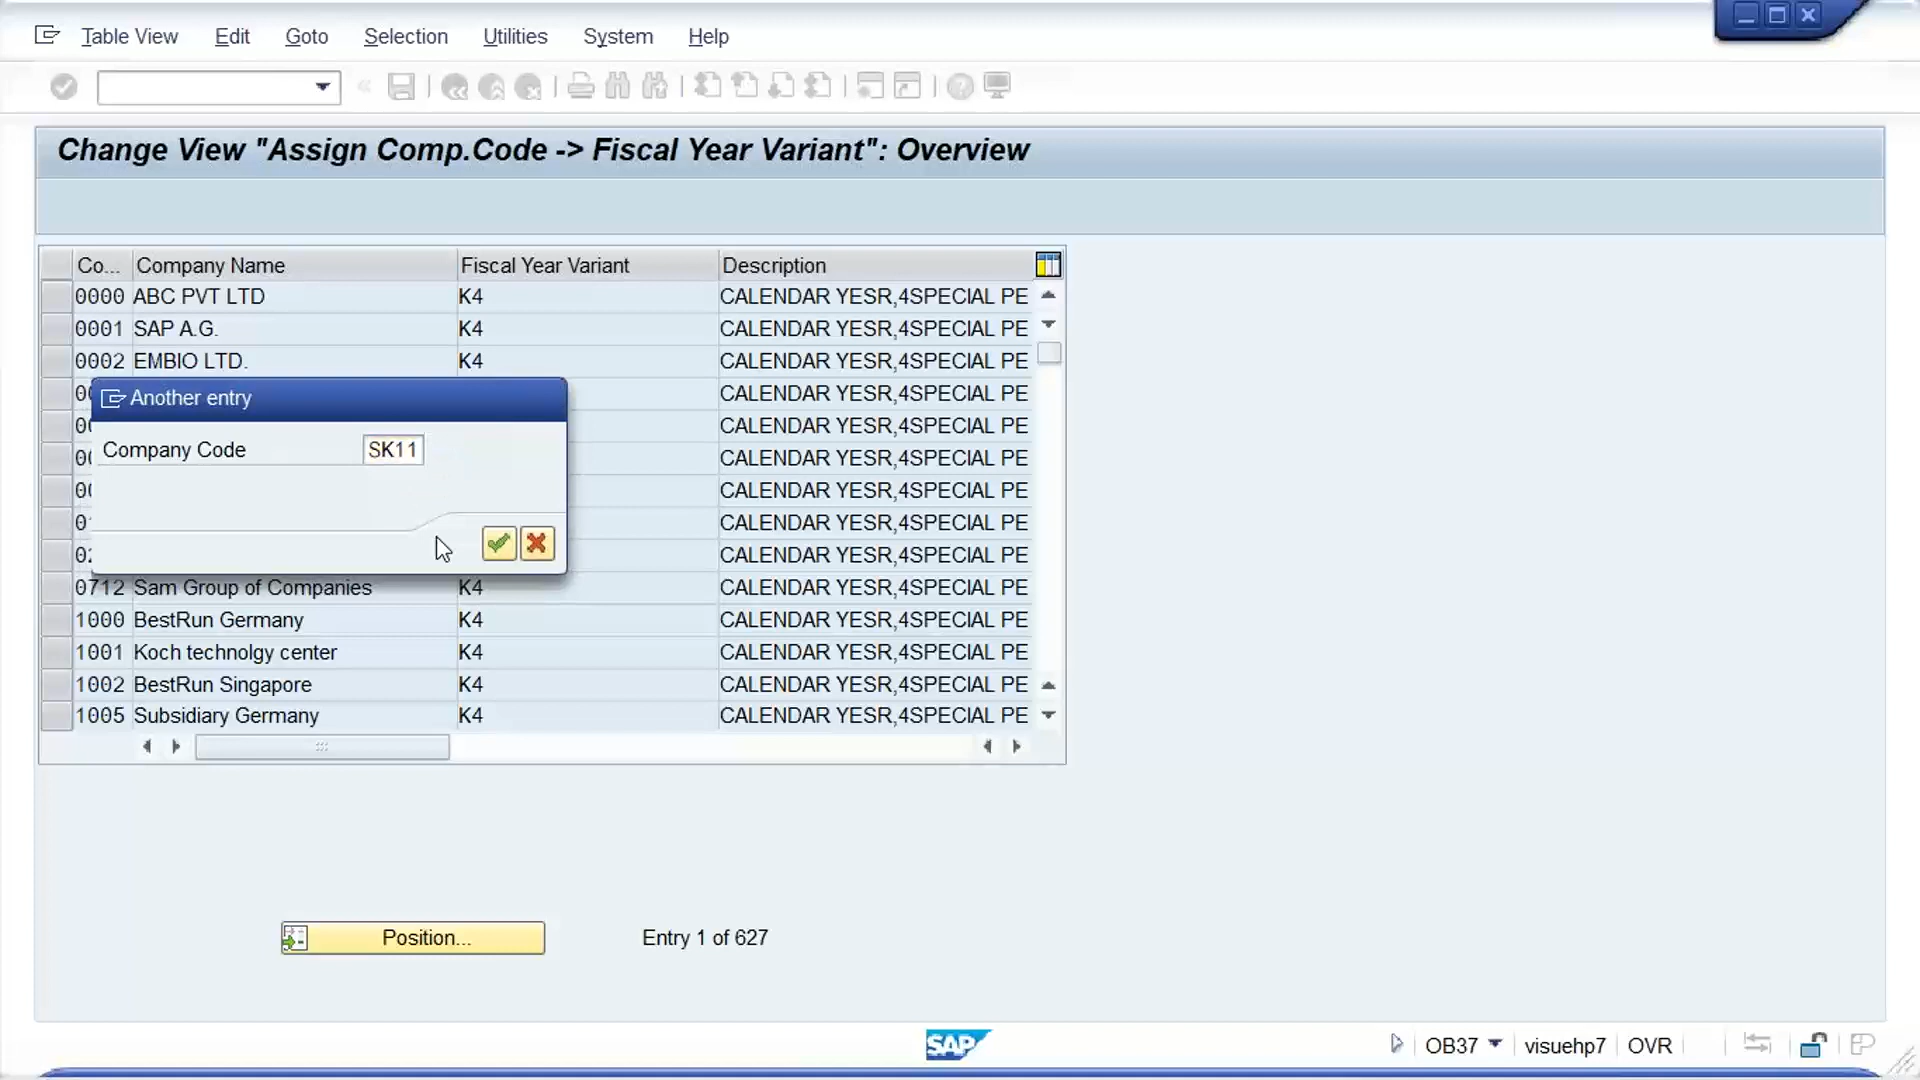 Table View Edit Goto Selection Utilities System Help
Change View "Assign Comp.Code -> Fiscal Year Variant": Overview
Co... Company Name Fiscal Year Variant Description
0000 ABC PVT LTD K4 CALENDAR YESR,4SPECIAL PE
0001 SAP A.G. K4 CALENDAR YESR,4SPECIAL PE
0002 EMBIO LTD. K4 CALENDAR YESR,4SPECIAL PE
CALENDAR YESR,4SPECIAL PE
Another entry
CALENDAR YESR,4SPECIAL PE
Company Code SK11
CALENDAR YESR,4SPECIAL PE
CALENDAR YESR,4SPECIAL PE
CALENDAR YESR,4SPECIAL PE
CALENDAR YESR,4SPECIAL PE
0712 Sam Group of Companies K4 CALENDAR YESR,4SPECIAL PE
1000 BestRun Germany K4 CALENDAR YESR,4SPECIAL PE
1001 Koch technolgy center K4 CALENDAR YESR,4SPECIAL PE
1002 BestRun Singapore K4 CALENDAR YESR,4SPECIAL PE
1005 Subsidiary Germany K4 CALENDAR YESR,4SPECIAL PE
Position... Entry 1 of 627
SAP OB37 visuehp7 OVR